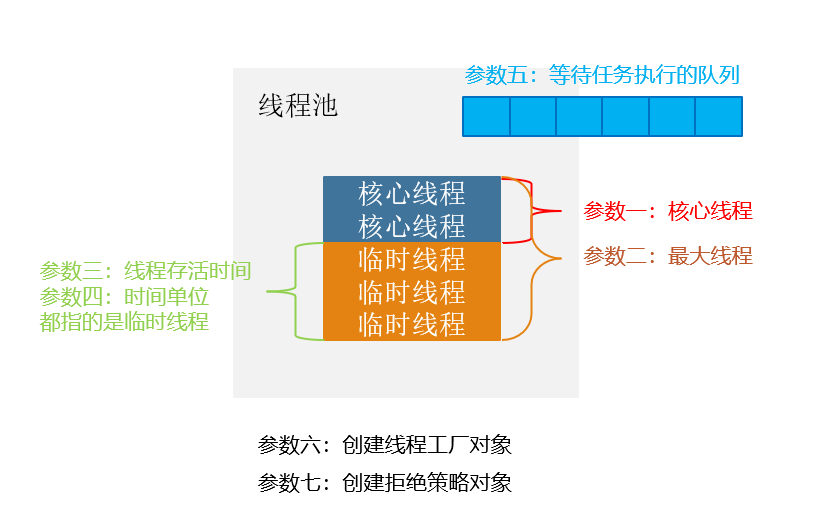 参数五：等待任务执行的队列
线程池
核心线程
核心线程
临时线程
临时线程
临时线程
参数一：核心线程
参数二：最大线程
参数三：线程存活时间
参数四：时间单位
都指的是临时线程
参数六：创建线程工厂对象
参数七：创建拒绝策略对象